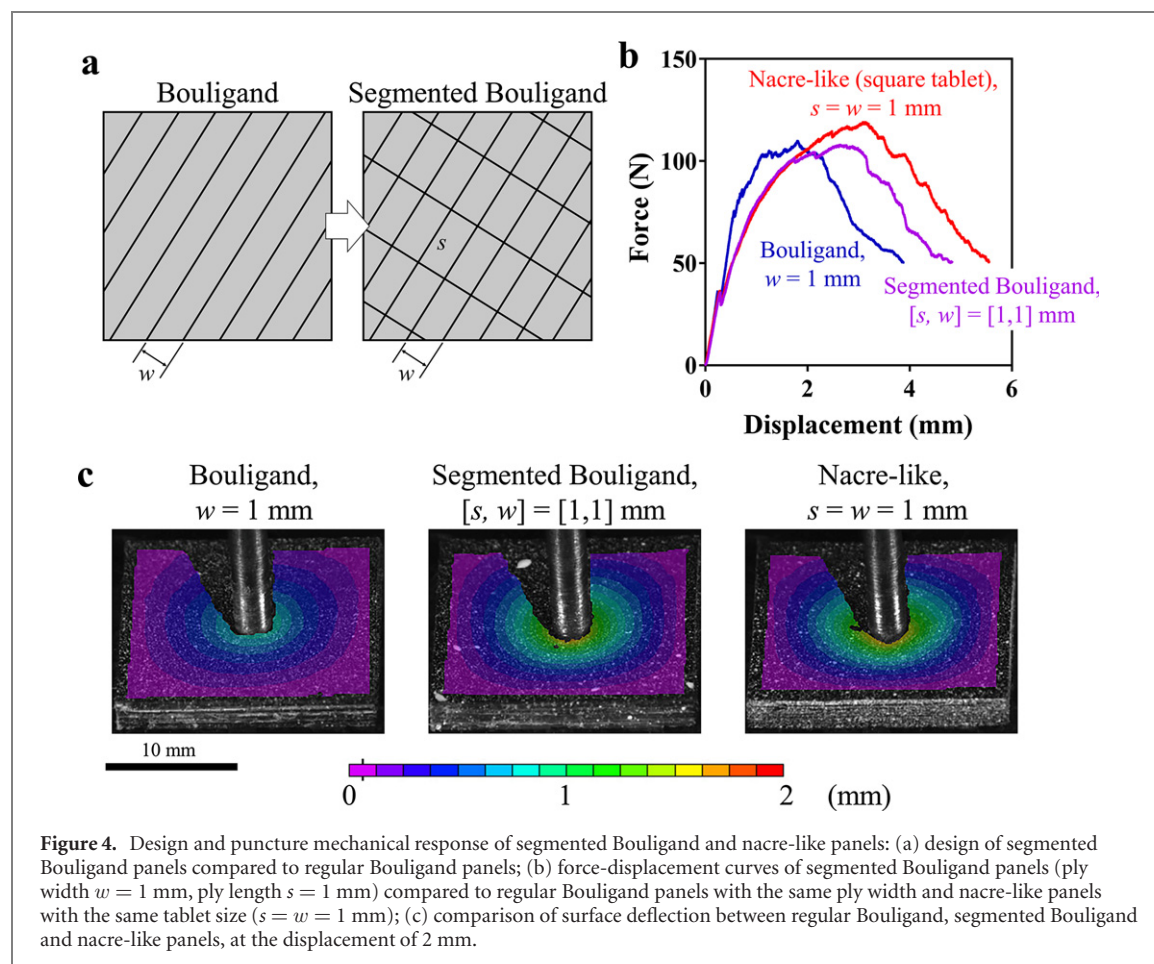 a
Bouligand
Segmented Bouligand
s
w
w
b
150
100
50
0
0
2
4
6
Force (N)
Displacement (mm)
Nacre-like (square tablet),
s = w = 1 mm
Bouligand,
w = 1 mm
Segmented Bouligand,
[s, w] = [1,1] mm
c
Bouligand,
w = 1 mm
Segmented Bouligand,
[s, w] = [1,1] mm
Nacre-like,
s = w = 1 mm
10 mm
0 1 2 (mm)
Figure 4. Design and puncture mechanical response of segmented Bouligand and nacre-like panels: (a) design of segmented
Bouligand panels compared to regular Bouligand panels; (b) force-displacement curves of segmented Bouligand panels (ply
width w = 1 mm, ply length s = 1 mm) compared to regular Bouligand panels with the same ply width and nacre-like panels
with the same tablet size (s = w = 1 mm); (c) comparison of surface deflection between regular Bouligand, segmented Bouligand
and nacre-like panels, at the displacement of 2 mm.